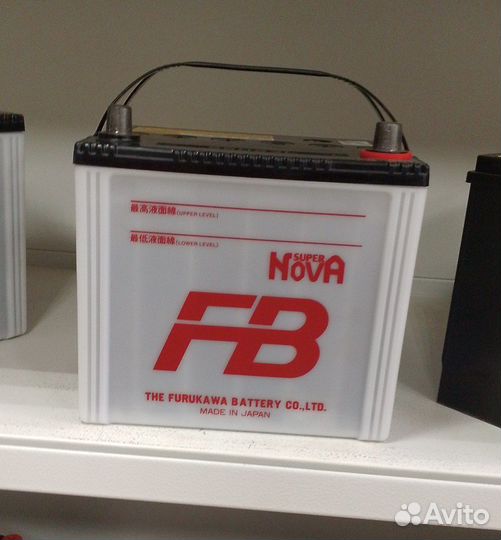 最高液面線(UPPER LEVEL)
最低液面線(LOWER LEVEL)
SUPER
NOVA
FB
THE FURUKAWA BATTERY CO.,LTD.
MADE IN JAPAN
Avito